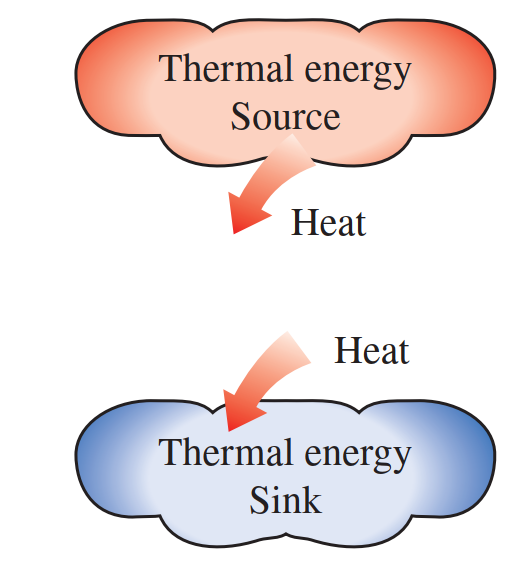 Thermal energy
Source
Heat
Heat
Thermal energy
Sink